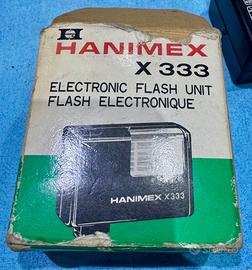 H
HANIMEX
X 333
ELECTRONIC FLASH UNIT
FLASH ELECTRONIQUE
HANIMEX X333